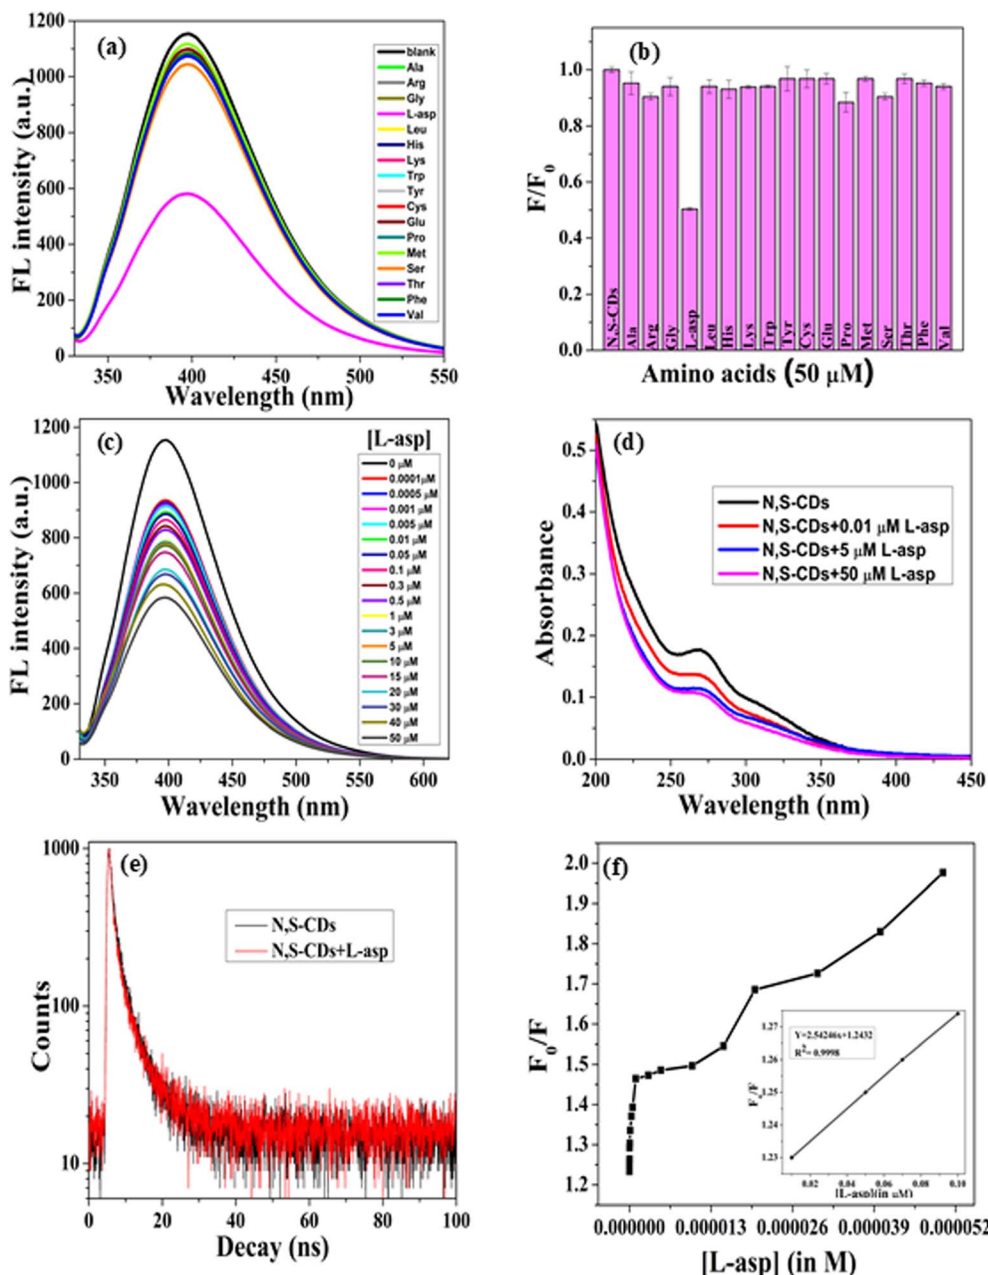 (a)
1200
1000
800
600
400
200
0
FL intensity (a.u.)
350
400
450
500
550
Wavelength (nm)
blank
Ala
Arg
Gly
L-asp
Leu
His
Lys
Trp
Tyr
Cys
Glu
Pro
Met
Ser
Thr
Phe
Val
(b)
1.0
0.8
0.6
0.4
0.2
0.0
F/F0
N,S-CDs
Ala
Arg
Gly
L-asp
Leu
His
Lys
Trp
Tyr
Cys
Glu
Pro
Met
Ser
Thr
Phe
Val
Amino acids (50 μM)
(c)
1200
1000
800
600
400
200
0
FL intensity (a.u.)
350
400
450
500
550
600
Wavelength (nm)
[L-asp]
0 μM
0.0001μM
0.0005 μM
0.001 μM
0.005 μM
0.01 μM
0.05 μM
0.1 μM
0.3 μM
0.5 μM
1 μM
3 μM
5 μM
10 μM
15 μM
20 μM
30 μM
40 μM
50 μM
(d)
0.5
0.4
0.3
0.2
0.1
0.0
Absorbance
200
250
300
350
400
450
Wavelength (nm)
N,S-CDs
N,S-CDs+0.01 μM L-asp
N,S-CDs+5 μM L-asp
N,S-CDs+50 μM L-asp
(e)
1000
100
10
Counts
0
20
40
60
80
100
Decay (ns)
N,S-CDs
N,S-CDs+L-asp
(f)
2.0
1.9
1.8
1.7
1.6
1.5
1.4
1.3
1.2
F0/F
0.000000
0.000013
0.000026
0.000039
0.000052
[L-asp] (in M)
Y=2.54246x+1.2432
R2= 0.9998
1.27
1.26
1.25
1.24
1.23
F0/F
0.02
0.04
0.06
0.08
0.10
[L-asp](in μM)